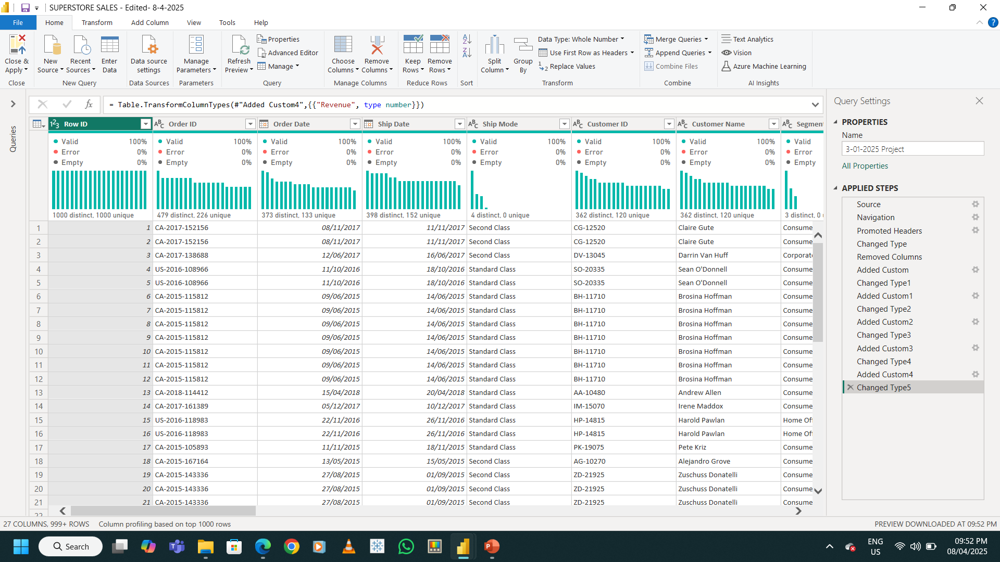 SUPERSTORE SALES - Edited- 8-4-2025
File Home Transform Add Column View Tools Help
Close & Apply
Close
New Source
Recent Sources
Enter Data
New Query
Data source settings
Data Sources
Manage Parameters
Parameters
Refresh Preview
Properties
Advanced Editor
Manage
Query
Choose Columns
Remove Columns
Manage Columns
Keep Rows
Remove Rows
Reduce Rows
Sort
Split Column
Group By
Data Type: Whole Number
Use First Row as Headers
Replace Values
Transform
Merge Queries
Append Queries
Combine Files
Combine
Text Analytics
Vision
Azure Machine Learning
AI Insights
Queries
fx = Table.TransformColumnTypes(#"Added Custom4",{{"Revenue", type number}})
Row ID Order ID Order Date Ship Date Ship Mode Customer ID Customer Name Segmen
Valid 100% Valid 100% Valid 100% Valid 100% Valid 100% Valid 100% Valid 100% Valid
Error 0% Error 0% Error 0% Error 0% Error 0% Error 0% Error 0% Error
Empty 0% Empty 0% Empty 0% Empty 0% Empty 0% Empty 0% Empty 0% Empty
1000 distinct, 1000 unique 479 distinct, 226 unique 373 distinct, 133 unique 398 distinct, 152 unique 4 distinct, 0 unique 362 distinct, 120 unique 362 distinct, 120 unique 3 distinct, 0
1 1 CA-2017-152156 08/11/2017 11/11/2017 Second Class CG-12520 Claire Gute Consume
2 2 CA-2017-152156 08/11/2017 11/11/2017 Second Class CG-12520 Claire Gute Consume
3 3 CA-2017-138688 12/06/2017 16/06/2017 Second Class DV-13045 Darrin Van Huff Corporat
4 4 US-2016-108966 11/10/2016 18/10/2016 Standard Class SO-20335 Sean O'Donnell Consume
5 5 US-2016-108966 11/10/2016 18/10/2016 Standard Class SO-20335 Sean O'Donnell Consume
6 6 CA-2015-115812 09/06/2015 14/06/2015 Standard Class BH-11710 Brosina Hoffman Consume
7 7 CA-2015-115812 09/06/2015 14/06/2015 Standard Class BH-11710 Brosina Hoffman Consume
8 8 CA-2015-115812 09/06/2015 14/06/2015 Standard Class BH-11710 Brosina Hoffman Consume
9 9 CA-2015-115812 09/06/2015 14/06/2015 Standard Class BH-11710 Brosina Hoffman Consume
10 10 CA-2015-115812 09/06/2015 14/06/2015 Standard Class BH-11710 Brosina Hoffman Consume
11 11 CA-2015-115812 09/06/2015 14/06/2015 Standard Class BH-11710 Brosina Hoffman Consume
12 12 CA-2015-115812 09/06/2015 14/06/2015 Standard Class BH-11710 Brosina Hoffman Consume
13 13 CA-2018-114412 15/04/2018 20/04/2018 Standard Class AA-10480 Andrew Allen Consume
14 14 CA-2017-161389 05/12/2017 10/12/2017 Standard Class IM-15070 Irene Maddox Consume
15 15 US-2016-118983 22/11/2016 26/11/2016 Standard Class HP-14815 Harold Pawlan Home Of
16 16 US-2016-118983 22/11/2016 26/11/2016 Standard Class HP-14815 Harold Pawlan Home Of
17 17 CA-2015-105893 11/11/2015 18/11/2015 Standard Class PK-19075 Pete Kriz Consume
18 18 CA-2015-167164 13/05/2015 15/05/2015 Second Class AG-10270 Alejandro Grove Consume
19 19 CA-2015-143336 27/08/2015 01/09/2015 Second Class ZD-21925 Zuschuss Donatelli Consume
20 20 CA-2015-143336 27/08/2015 01/09/2015 Second Class ZD-21925 Zuschuss Donatelli Consume
21 21 CA-2015-143336 27/08/2015 01/09/2015 Second Class ZD-21925 Zuschuss Donatelli Consume
22
Query Settings
PROPERTIES
Name
3-01-2025 Project
All Properties
APPLIED STEPS
Source
Navigation
Promoted Headers
Changed Type
Removed Columns
Added Custom
Changed Type1
Added Custom1
Changed Type2
Added Custom2
Changed Type3
Added Custom3
Changed Type4
Added Custom4
Changed Type5
27 COLUMNS, 999+ ROWS Column profiling based on top 1000 rows PREVIEW DOWNLOADED AT 09:52 PM
Search
ENG
US
09:52 PM
08/04/2025